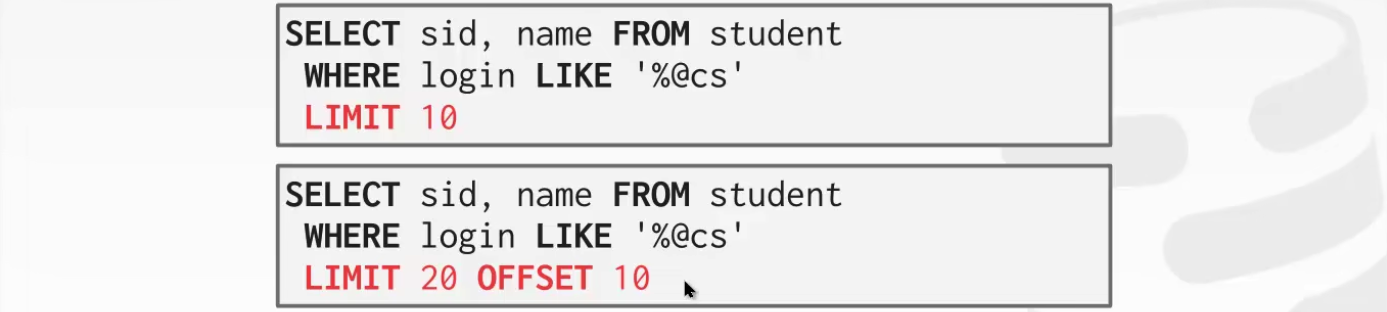 SELECT sid, name FROM student
WHERE login LIKE '%@cs'
LIMIT 10
SELECT sid, name FROM student
WHERE login LIKE '%@cs'
LIMIT 20 OFFSET 10